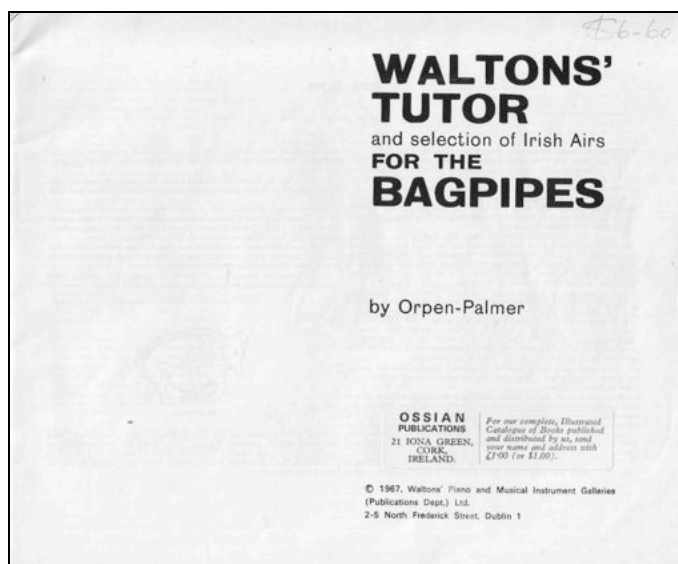 $6-60
WALTONS'
TUTOR
and selection of Irish Airs
FOR THE
BAGPIPES
by Orpen-Palmer
OSSIAN
PUBLICATIONS
21 IONA GREEN,
CORK,
IRELAND.
For our complete, Illustrated
Catalogue of Books published
and distributed by us, send
your name and address with
£1·00 (or $1.00).
© 1967, Waltons' Piano and Musical Instrument Galleries
(Publications Dept.) Ltd.
2-5 North Frederick Street, Dublin 1